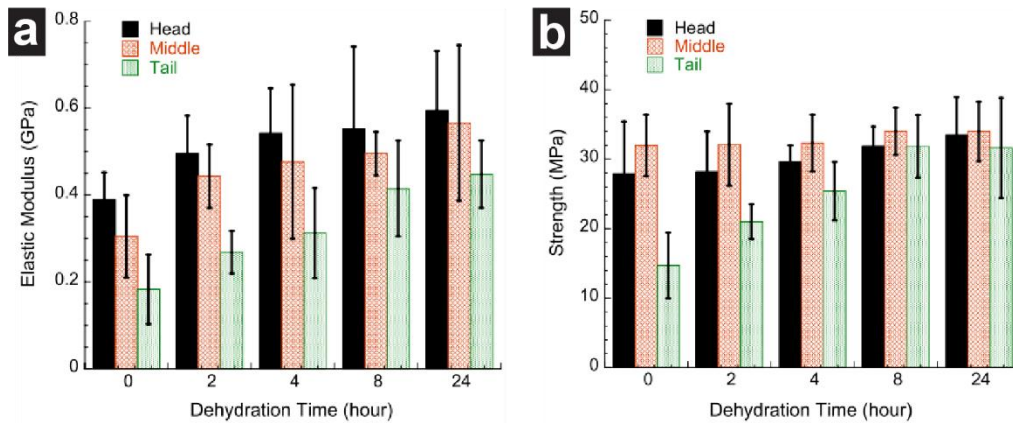 a
Head
Middle
Tail
0.8
0.6
0.4
0.2
0
Elastic Modulus (GPa)
0 2 4 8 24
Dehydration Time (hour)
b
Head
Middle
Tail
50
40
30
20
10
0
Strength (MPa)
0 2 4 8 24
Dehydration Time (hour)